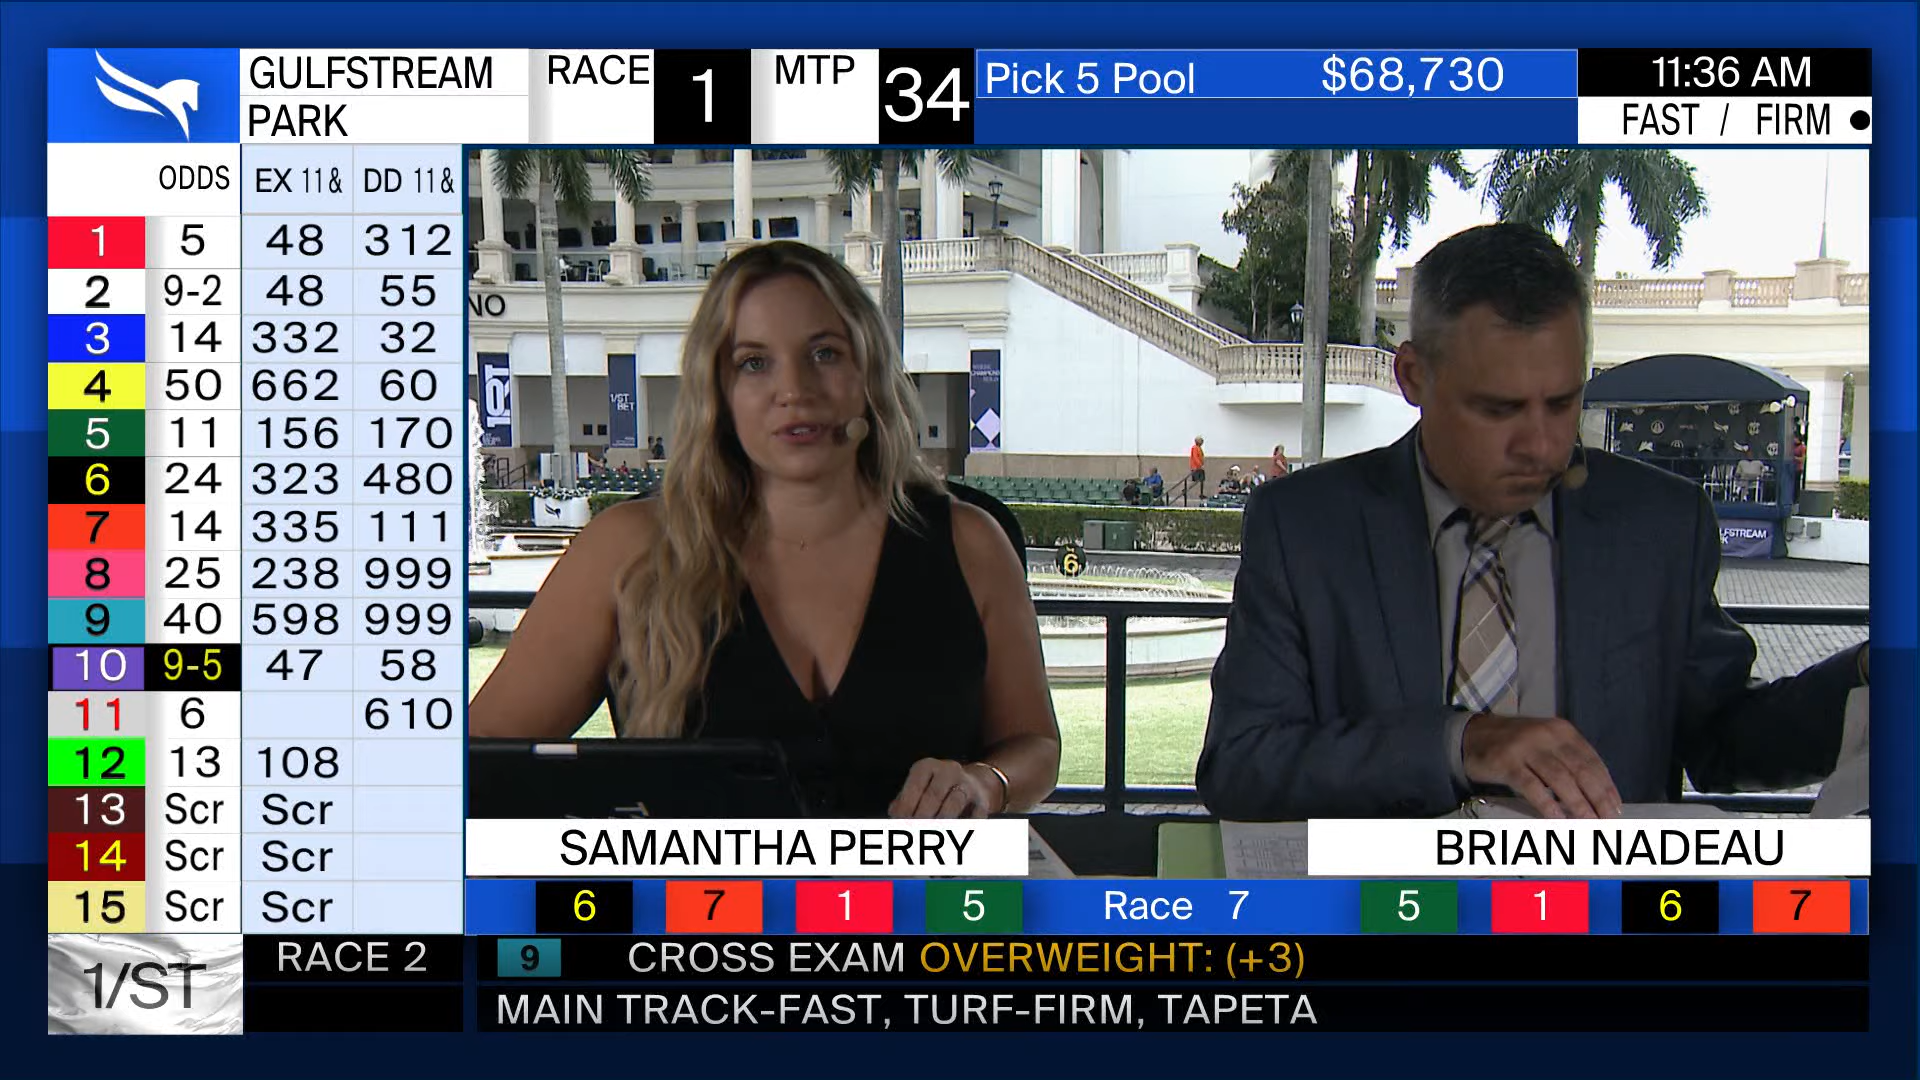 GULFSTREAM PARK
RACE 1
MTP 34
Pick 5 Pool $68,730
11:36 AM
FAST / FIRM
ODDS EX 11& DD 11&
1 5 48 312
2 9-2 48 55
3 14 332 32
4 50 662 60
5 11 156 170
6 24 323 480
7 14 335 111
8 25 238 999
9 40 598 999
10 9-5 47 58
11 6 610
12 13 108
13 Scr Scr
14 Scr Scr
15 Scr Scr
NO
1/ST
BET
6
SAMANTHA PERRY
BRIAN NADEAU
6 7 1 5 Race 7 5 1 6 7
1/ST
RACE 2
9 CROSS EXAM OVERWEIGHT: (+3)
MAIN TRACK-FAST, TURF-FIRM, TAPETA